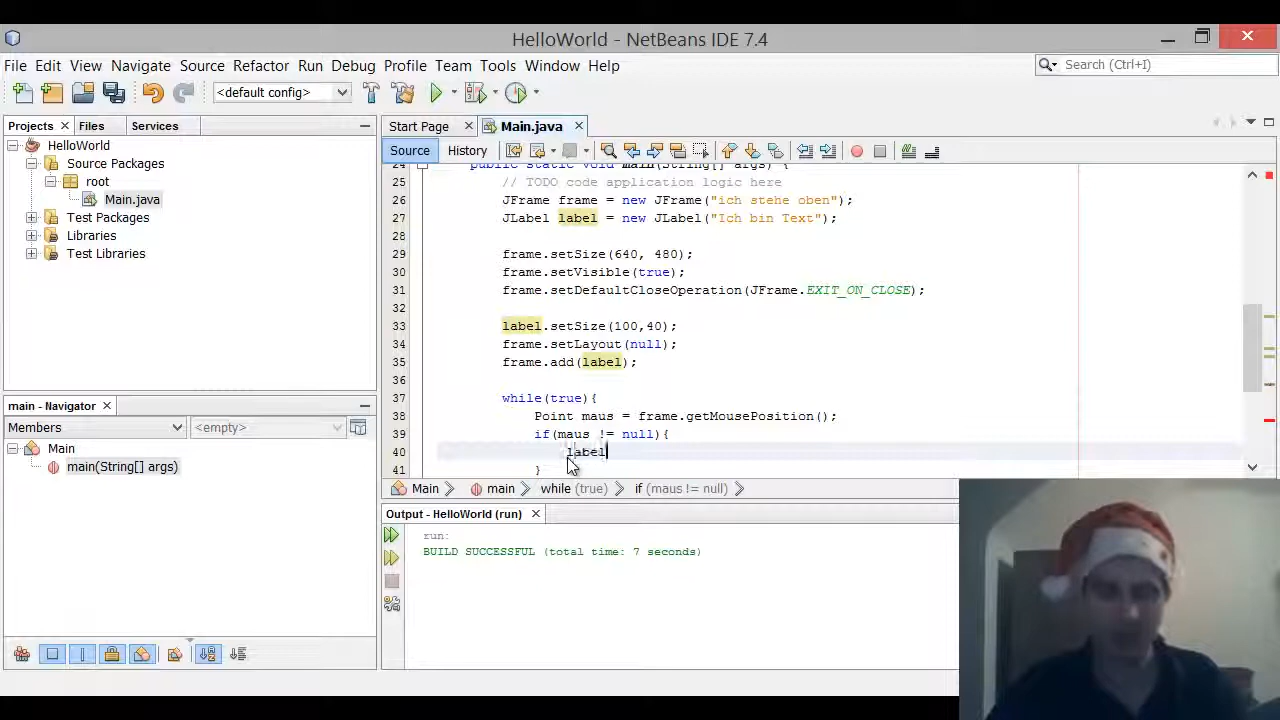 HelloWorld - NetBeans IDE 7.4
File Edit View Navigate Source Refactor Run Debug Profile Team Tools Window Help
Search (Ctrl+I)
<default config>
Projects Files Services
Start Page Main.java
HelloWorld
Source Packages
root
Main.java
Test Packages
Libraries
Test Libraries
Source History
24 public static void main(String[] args) {
25 // TODO code application logic here
26 JFrame frame = new JFrame("ich stehe oben");
27 JLabel label = new JLabel("Ich bin Text");
28
29 frame.setSize(640, 480);
30 frame.setVisible(true);
31 frame.setDefaultCloseOperation(JFrame.EXIT_ON_CLOSE);
32
33 label.setSize(100,40);
34 frame.setLayout(null);
35 frame.add(label);
36
37 while(true){
38 Point maus = frame.getMousePosition();
39 if(maus != null){
40 label
41 }
main - Navigator
Members <empty>
Main
main(String[] args)
Main main while (true) if (maus != null)
Output - HelloWorld (run)
run:
BUILD SUCCESSFUL (total time: 7 seconds)